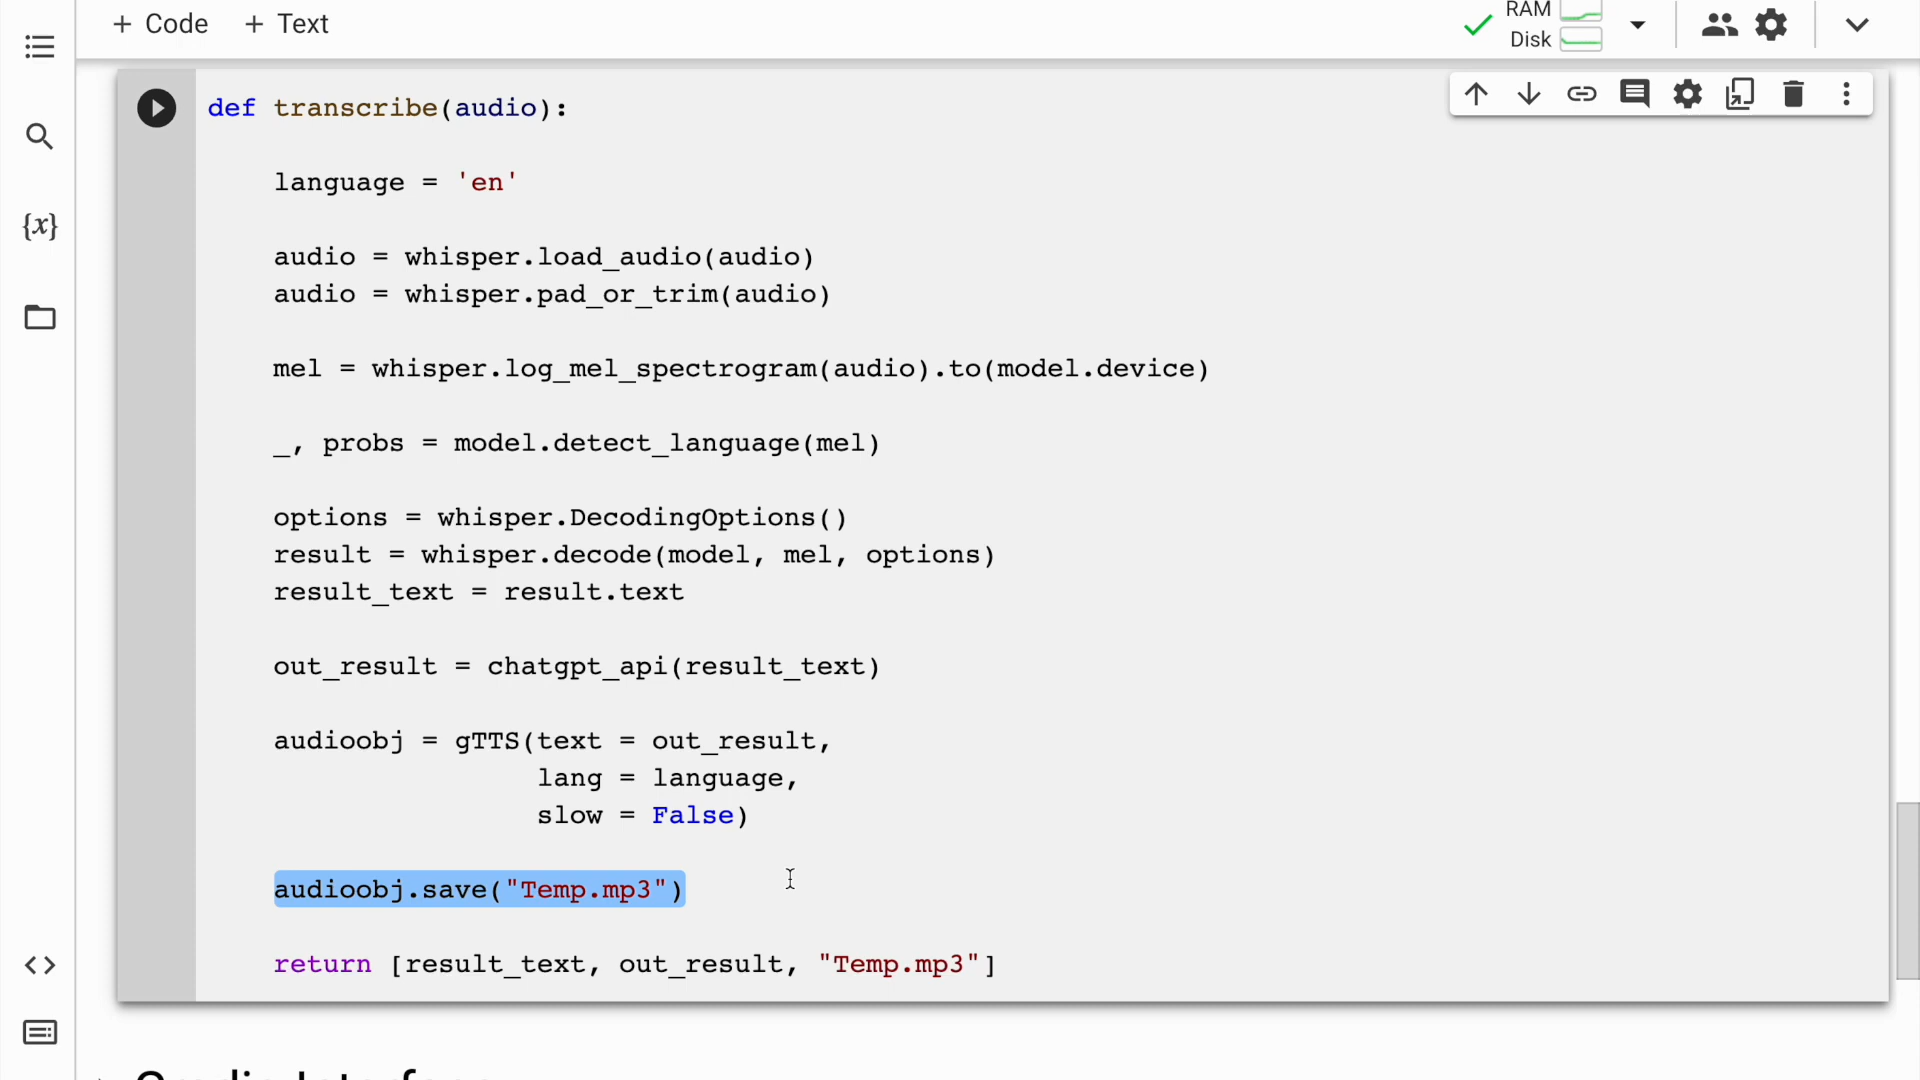 + Code + Text
RAM
Disk
{x}
def transcribe(audio):
language = 'en'
audio = whisper.load_audio(audio)
audio = whisper.pad_or_trim(audio)
mel = whisper.log_mel_spectrogram(audio).to(model.device)
_, probs = model.detect_language(mel)
options = whisper.DecodingOptions()
result = whisper.decode(model, mel, options)
result_text = result.text
out_result = chatgpt_api(result_text)
audioobj = gTTS(text = out_result,
lang = language,
slow = False)
audioobj.save("Temp.mp3")
return [result_text, out_result, "Temp.mp3"]
Gradio Interface